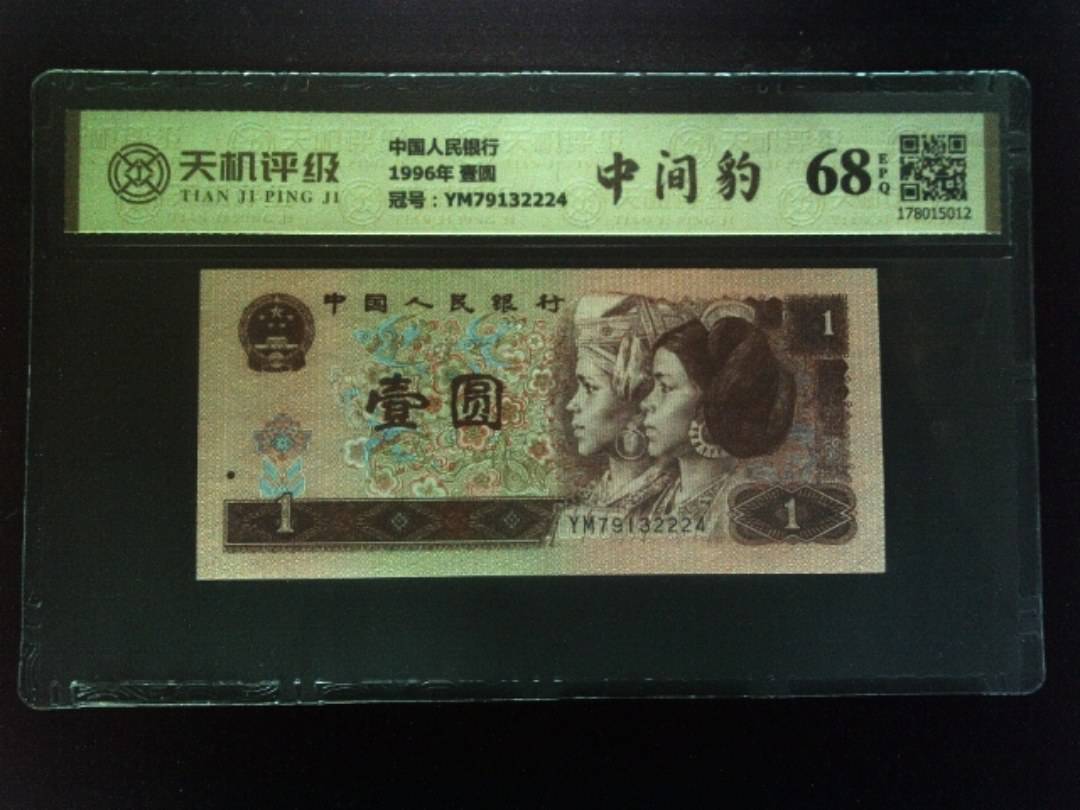 天机评级
TIAN JI PING JI
中国人民银行
1996年 壹圆
冠号：YM79132224
中间豹
68
EPQ
178015012
中国人民银行
1
壹圆
1
YM79132224
1